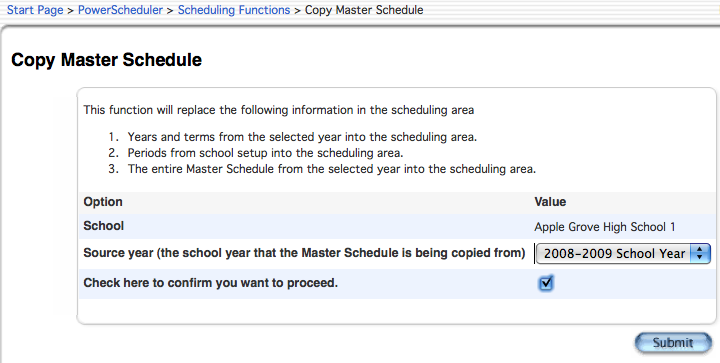 Start Page > PowerScheduler > Scheduling Functions > Copy Master Schedule
Copy Master Schedule
This function will replace the following information in the scheduling area
1. Years and terms from the selected year into the scheduling area.
2. Periods from school setup into the scheduling area.
3. The entire Master Schedule from the selected year into the scheduling area.
Option Value
School Apple Grove High School 1
Source year (the school year that the Master Schedule is being copied from) 2008-2009 School Year
Check here to confirm you want to proceed.
Submit